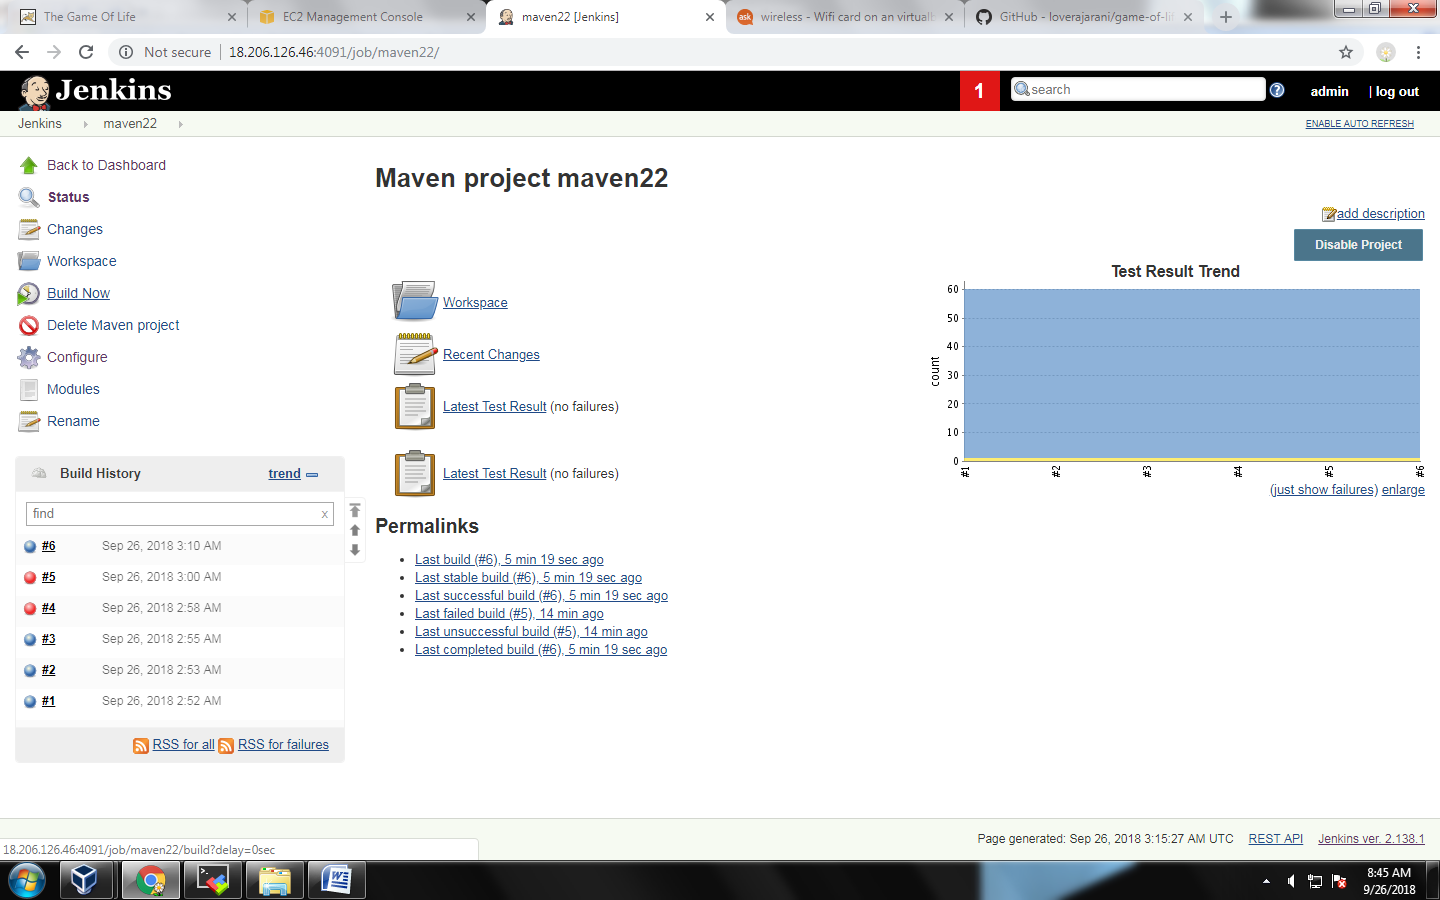 The Game Of Life
EC2 Management Console
maven22 [Jenkins]
ask
wireless - Wifi card on an virtual
GitHub - loverajarani/game-of-li
Not secure
18.206.126.46:4091/job/maven22/
Jenkins
1
search
admin
| log out
Jenkins
maven22
ENABLE AUTO REFRESH
Back to Dashboard
Status
Changes
Workspace
Build Now
Delete Maven project
Configure
Modules
Rename
Build History
trend
find
x
#6 Sep 26, 2018 3:10 AM
#5 Sep 26, 2018 3:00 AM
#4 Sep 26, 2018 2:58 AM
#3 Sep 26, 2018 2:55 AM
#2 Sep 26, 2018 2:53 AM
#1 Sep 26, 2018 2:52 AM
RSS for all RSS for failures
Maven project maven22
add description
Disable Project
Workspace
Recent Changes
Latest Test Result (no failures)
Latest Test Result (no failures)
Test Result Trend
60
50
40
30
20
10
0
count
#1 #2 #3 #4 #5 #6
(just show failures) enlarge
Permalinks
Last build (#6), 5 min 19 sec ago
Last stable build (#6), 5 min 19 sec ago
Last successful build (#6), 5 min 19 sec ago
Last failed build (#5), 14 min ago
Last unsuccessful build (#5), 14 min ago
Last completed build (#6), 5 min 19 sec ago
Page generated: Sep 26, 2018 3:15:27 AM UTC REST API Jenkins ver. 2.138.1
18.206.126.46:4091/job/maven22/build?delay=0sec
8:45 AM
9/26/2018